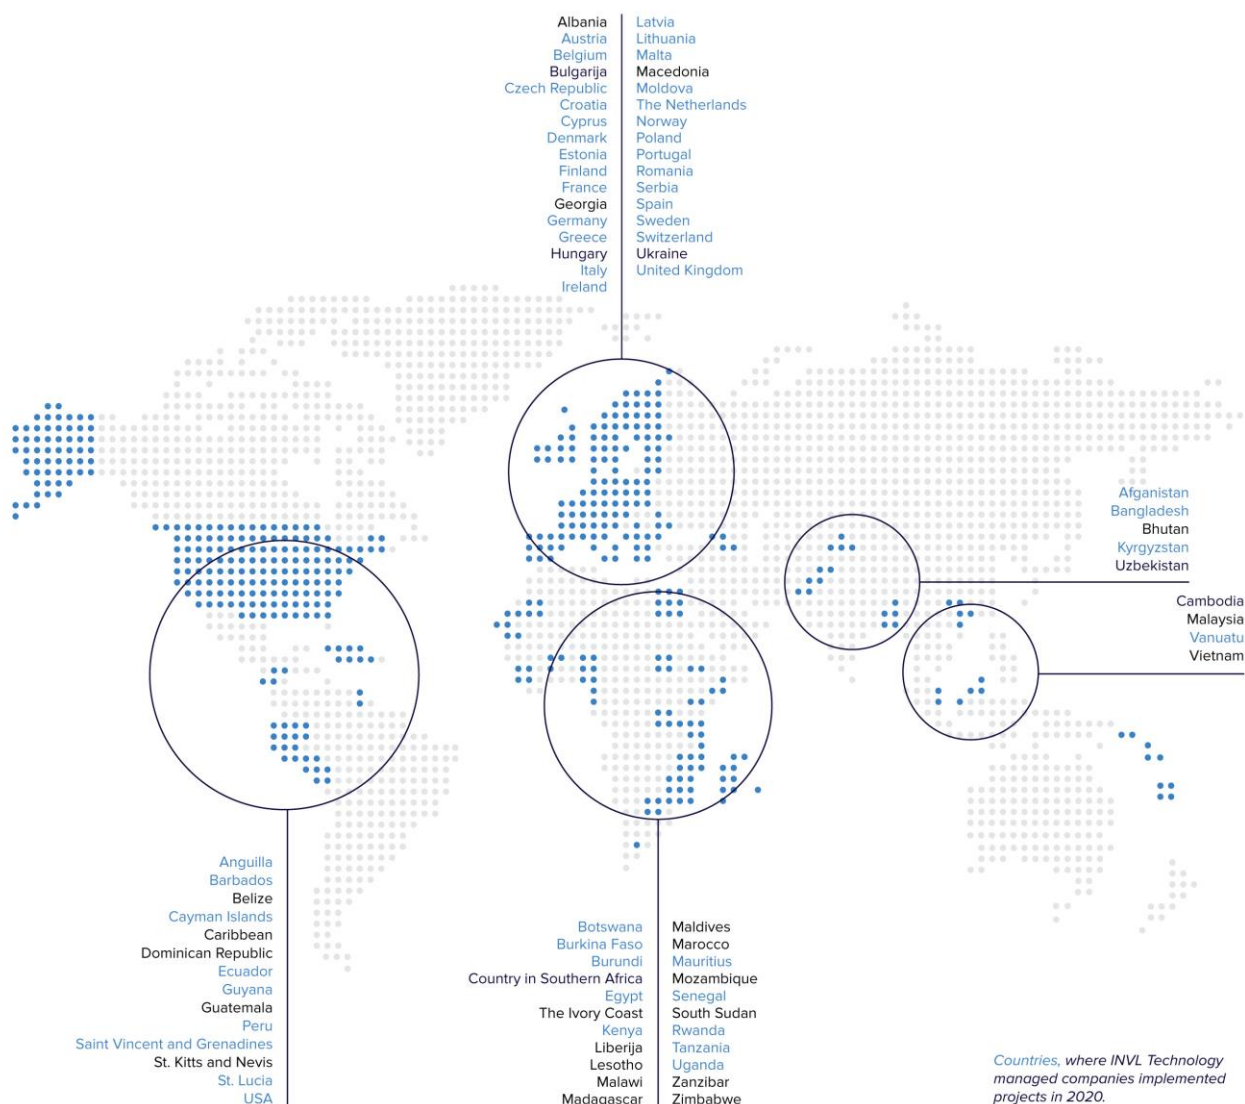 Albania
Austria
Belgium
Bulgarija
Czech Republic
Croatia
Cyprus
Denmark
Estonia
Finland
France
Georgia
Germany
Greece
Hungary
Italy
Ireland
Latvia
Lithuania
Malta
Macedonia
Moldova
The Netherlands
Norway
Poland
Portugal
Romania
Serbia
Spain
Sweden
Switzerland
Ukraine
United Kingdom
Afganistan
Bangladesh
Bhutan
Kyrgyzstan
Uzbekistan
Cambodia
Malaysia
Vanuatu
Vietnam
Anguilla
Barbados
Belize
Cayman Islands
Caribbean
Dominican Republic
Ecuador
Guyana
Guatemala
Peru
Saint Vincent and Grenadines
St. Kitts and Nevis
St. Lucia
USA
Botswana
Burkina Faso
Burundi
Country in Southern Africa
Egypt
The Ivory Coast
Kenya
Liberija
Lesotho
Malawi
Madagascar
Maldives
Marocco
Mauritius
Mozambique
Senegal
South Sudan
Rwanda
Tanzania
Uganda
Zanzibar
Zimbabwe
Countries, where INVL Technology
managed companies implemented
projects in 2020.